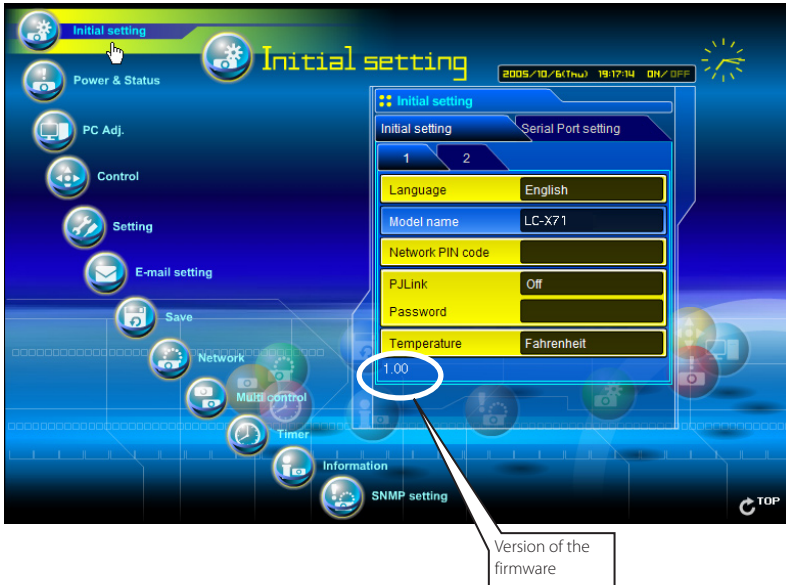 Initial setting
Power & Status
PC Adj.
Control
Setting
E-mail setting
Save
Network
Multi control
Timer
Information
SNMP setting
Initial setting
2005/10/6(Thu) 19:17:14 ON/OFF
Initial setting
Initial setting Serial Port setting
1 2
Language English
Model name LC-X71
Network PIN code
PJLink Off
Password
Temperature Fahrenheit
1.00
TOP
Version of the
firmware